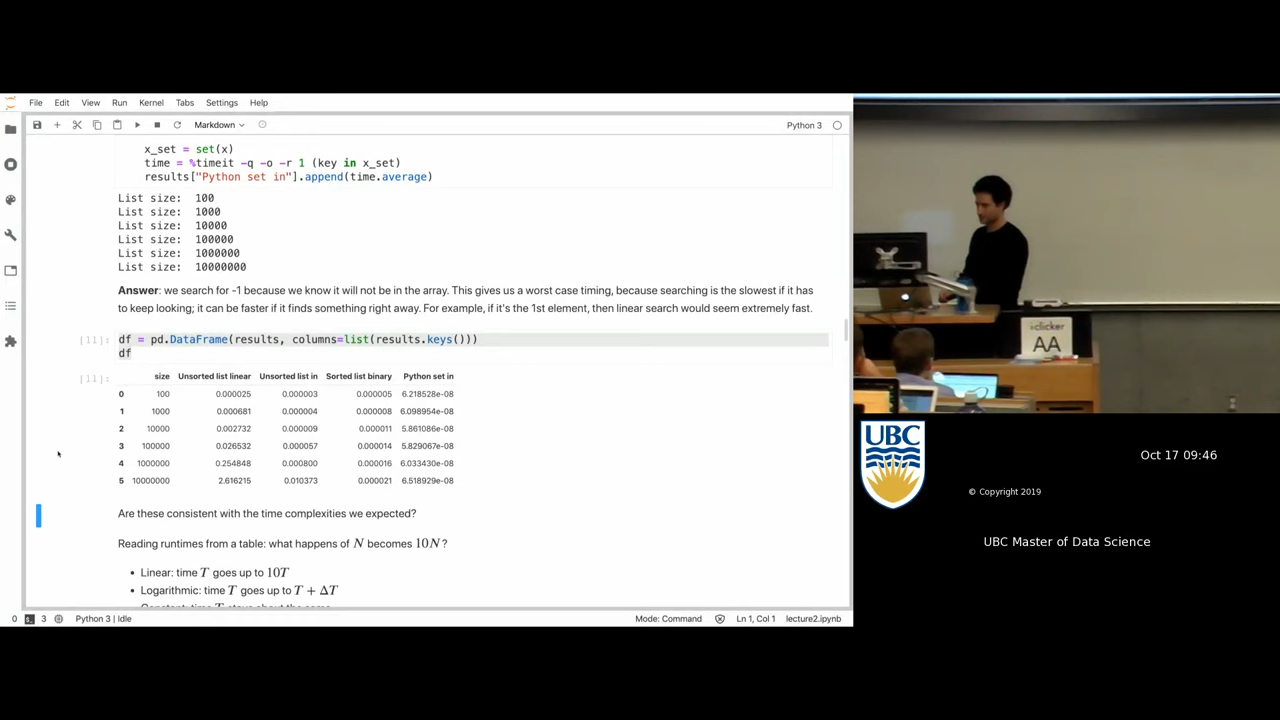 File Edit View Run Kernel Tabs Settings Help
Markdown Python 3
x_set = set(x)
time = %timeit -q -o -r 1 (key in x_set)
results["Python set in"].append(time.average)
List size: 100
List size: 1000
List size: 10000
List size: 100000
List size: 1000000
List size: 10000000
Answer: we search for -1 because we know it will not be in the array. This gives us a worst case timing, because searching is the slowest if it has
to keep looking; it can be faster if it finds something right away. For example, if it's the 1st element, then linear search would seem extremely fast.
[11]: df = pd.DataFrame(results, columns=list(results.keys()))
df
[11]: size Unsorted list linear Unsorted list in Sorted list binary Python set in
0 100 0.000025 0.000003 0.000005 6.218528e-08
1 1000 0.000681 0.000004 0.000008 6.098954e-08
2 10000 0.002732 0.000009 0.000011 5.861086e-08
3 100000 0.026532 0.000057 0.000014 5.829067e-08
4 1000000 0.254848 0.000800 0.000016 6.033430e-08
5 10000000 2.616215 0.010373 0.000021 6.518929e-08
Are these consistent with the time complexities we expected?
Reading runtimes from a table: what happens of N becomes 10N?
• Linear: time T goes up to 10T
• Logarithmic: time T goes up to T + ΔT
• Constant: time T stays about the same
0 3 Python 3 | Idle Mode: Command Ln 1, Col 1 lecture2.ipynb
iclicker
AA
UBC
Oct 17 09:46
© Copyright 2019
UBC Master of Data Science